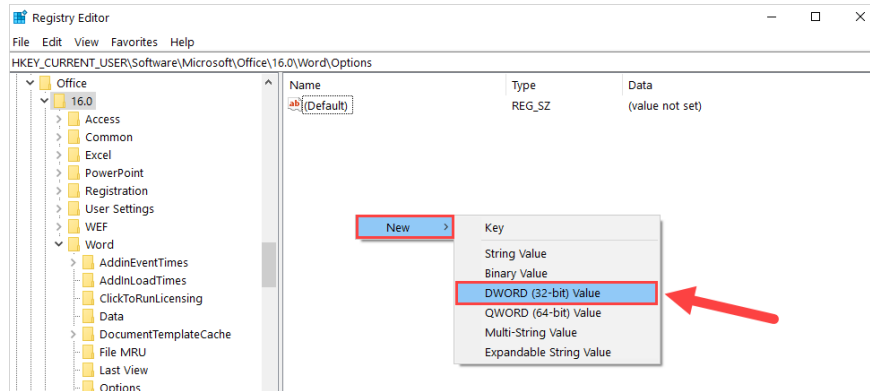 Registry Editor
File Edit View Favorites Help
HKEY_CURRENT_USER\Software\Microsoft\Office\16.0\Word\Options
Office
16.0
Access
Common
Excel
PowerPoint
Registration
User Settings
WEF
Word
AddinEventTimes
AddInLoadTimes
ClickToRunLicensing
Data
DocumentTemplateCache
File MRU
Last View
Options
Name Type Data
ab (Default) REG_SZ (value not set)
New
Key
String Value
Binary Value
DWORD (32-bit) Value
QWORD (64-bit) Value
Multi-String Value
Expandable String Value